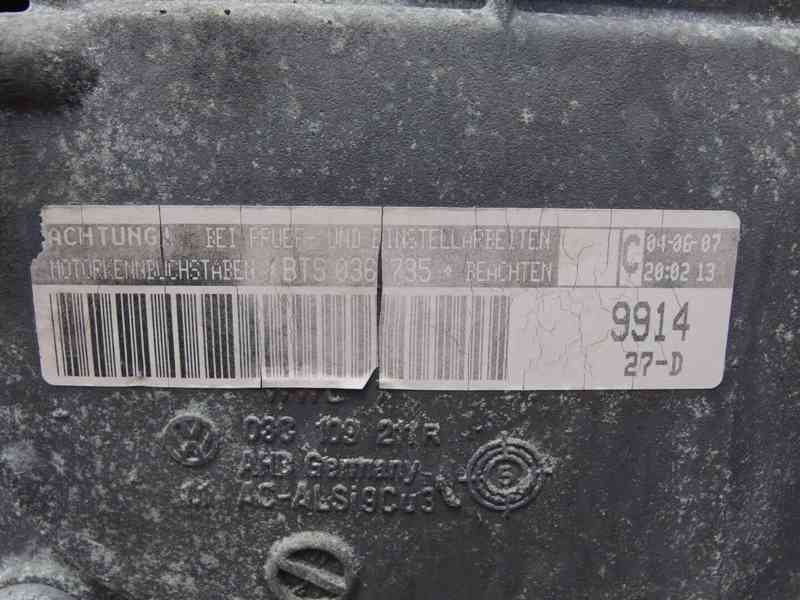 ACHTUNG! BEI PRUEF- UND EINSTELLARBEITEN
MOTORKENNBUCHSTABEN * BTS 036 735 * BEACHTEN
C 04-06-07
20:02 13
9914
27-D
109 211 R
AHB Germany
AC-ALSi9Cu3